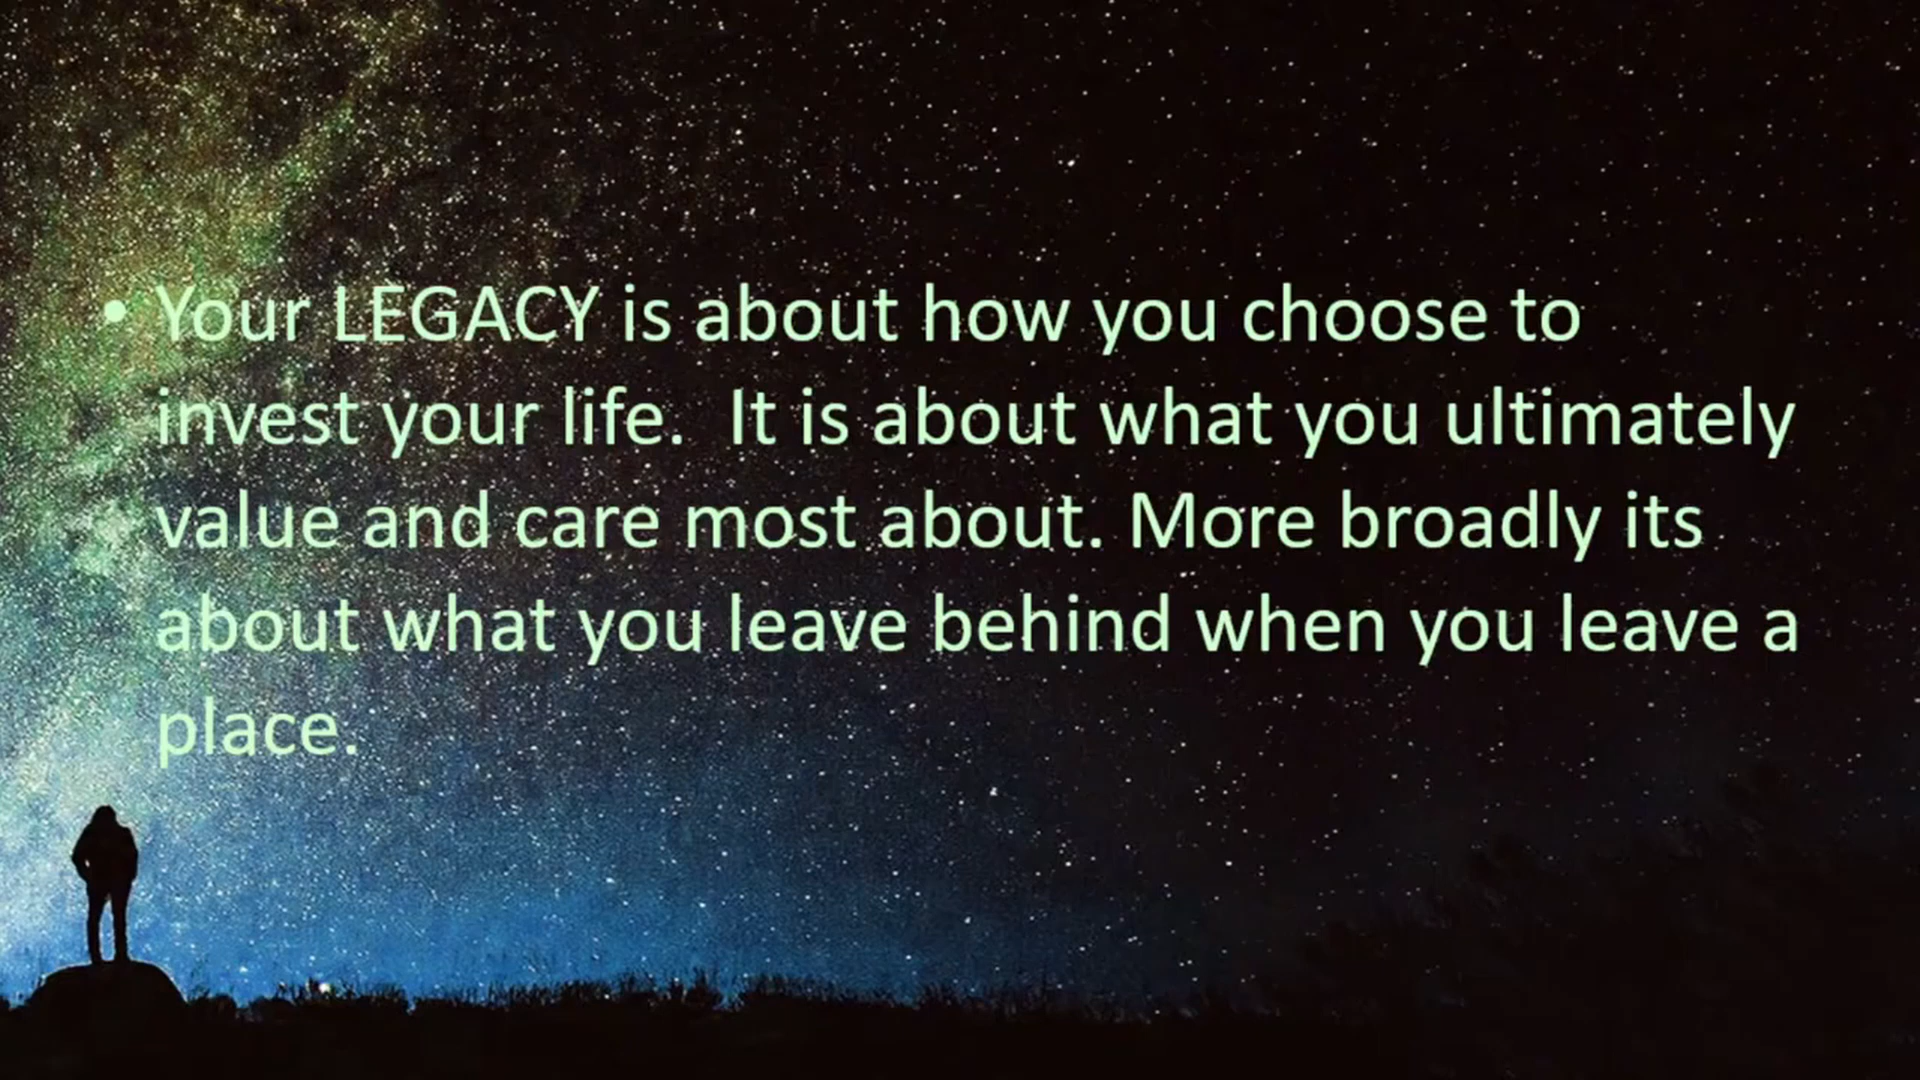 • Your LEGACY is about how you choose to
invest your life.  It is about what you ultimately
value and care most about. More broadly its
about what you leave behind when you leave a
place.